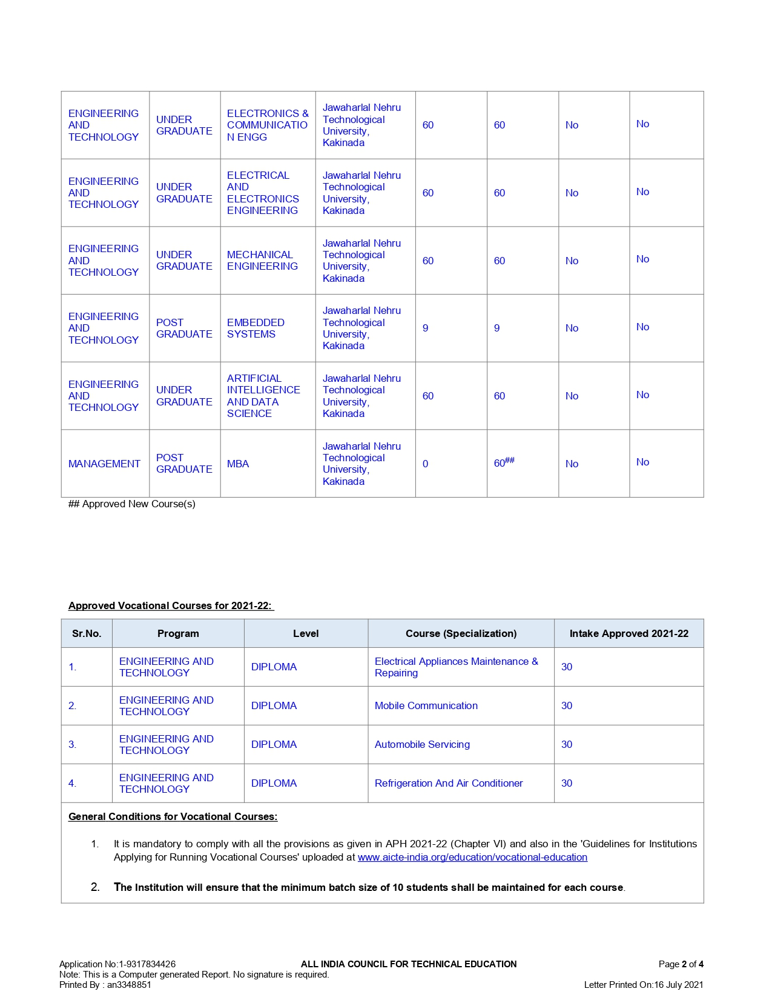 ENGINEERING AND TECHNOLOGY UNDER GRADUATE ELECTRONICS & COMMUNICATIO N ENGG Jawaharlal Nehru Technological University, Kakinada 60 60 No No
ENGINEERING AND TECHNOLOGY UNDER GRADUATE ELECTRICAL AND ELECTRONICS ENGINEERING Jawaharlal Nehru Technological University, Kakinada 60 60 No No
ENGINEERING AND TECHNOLOGY UNDER GRADUATE MECHANICAL ENGINEERING Jawaharlal Nehru Technological University, Kakinada 60 60 No No
ENGINEERING AND TECHNOLOGY POST GRADUATE EMBEDDED SYSTEMS Jawaharlal Nehru Technological University, Kakinada 9 9 No No
ENGINEERING AND TECHNOLOGY UNDER GRADUATE ARTIFICIAL INTELLIGENCE AND DATA SCIENCE Jawaharlal Nehru Technological University, Kakinada 60 60 No No
MANAGEMENT POST GRADUATE MBA Jawaharlal Nehru Technological University, Kakinada 0 60## No No
## Approved New Course(s)
Approved Vocational Courses for 2021-22:
Sr.No. Program Level Course (Specialization) Intake Approved 2021-22
1. ENGINEERING AND TECHNOLOGY DIPLOMA Electrical Appliances Maintenance & Repairing 30
2. ENGINEERING AND TECHNOLOGY DIPLOMA Mobile Communication 30
3. ENGINEERING AND TECHNOLOGY DIPLOMA Automobile Servicing 30
4. ENGINEERING AND TECHNOLOGY DIPLOMA Refrigeration And Air Conditioner 30
General Conditions for Vocational Courses:
1. It is mandatory to comply with all the provisions as given in APH 2021-22 (Chapter VI) and also in the 'Guidelines for Institutions
Applying for Running Vocational Courses' uploaded at www.aicte-india.org/education/vocational-education
2. The Institution will ensure that the minimum batch size of 10 students shall be maintained for each course.
Application No:1-9317834426 ALL INDIA COUNCIL FOR TECHNICAL EDUCATION Page 2 of 4
Note: This is a Computer generated Report. No signature is required.
Printed By : an3348851 Letter Printed On:16 July 2021